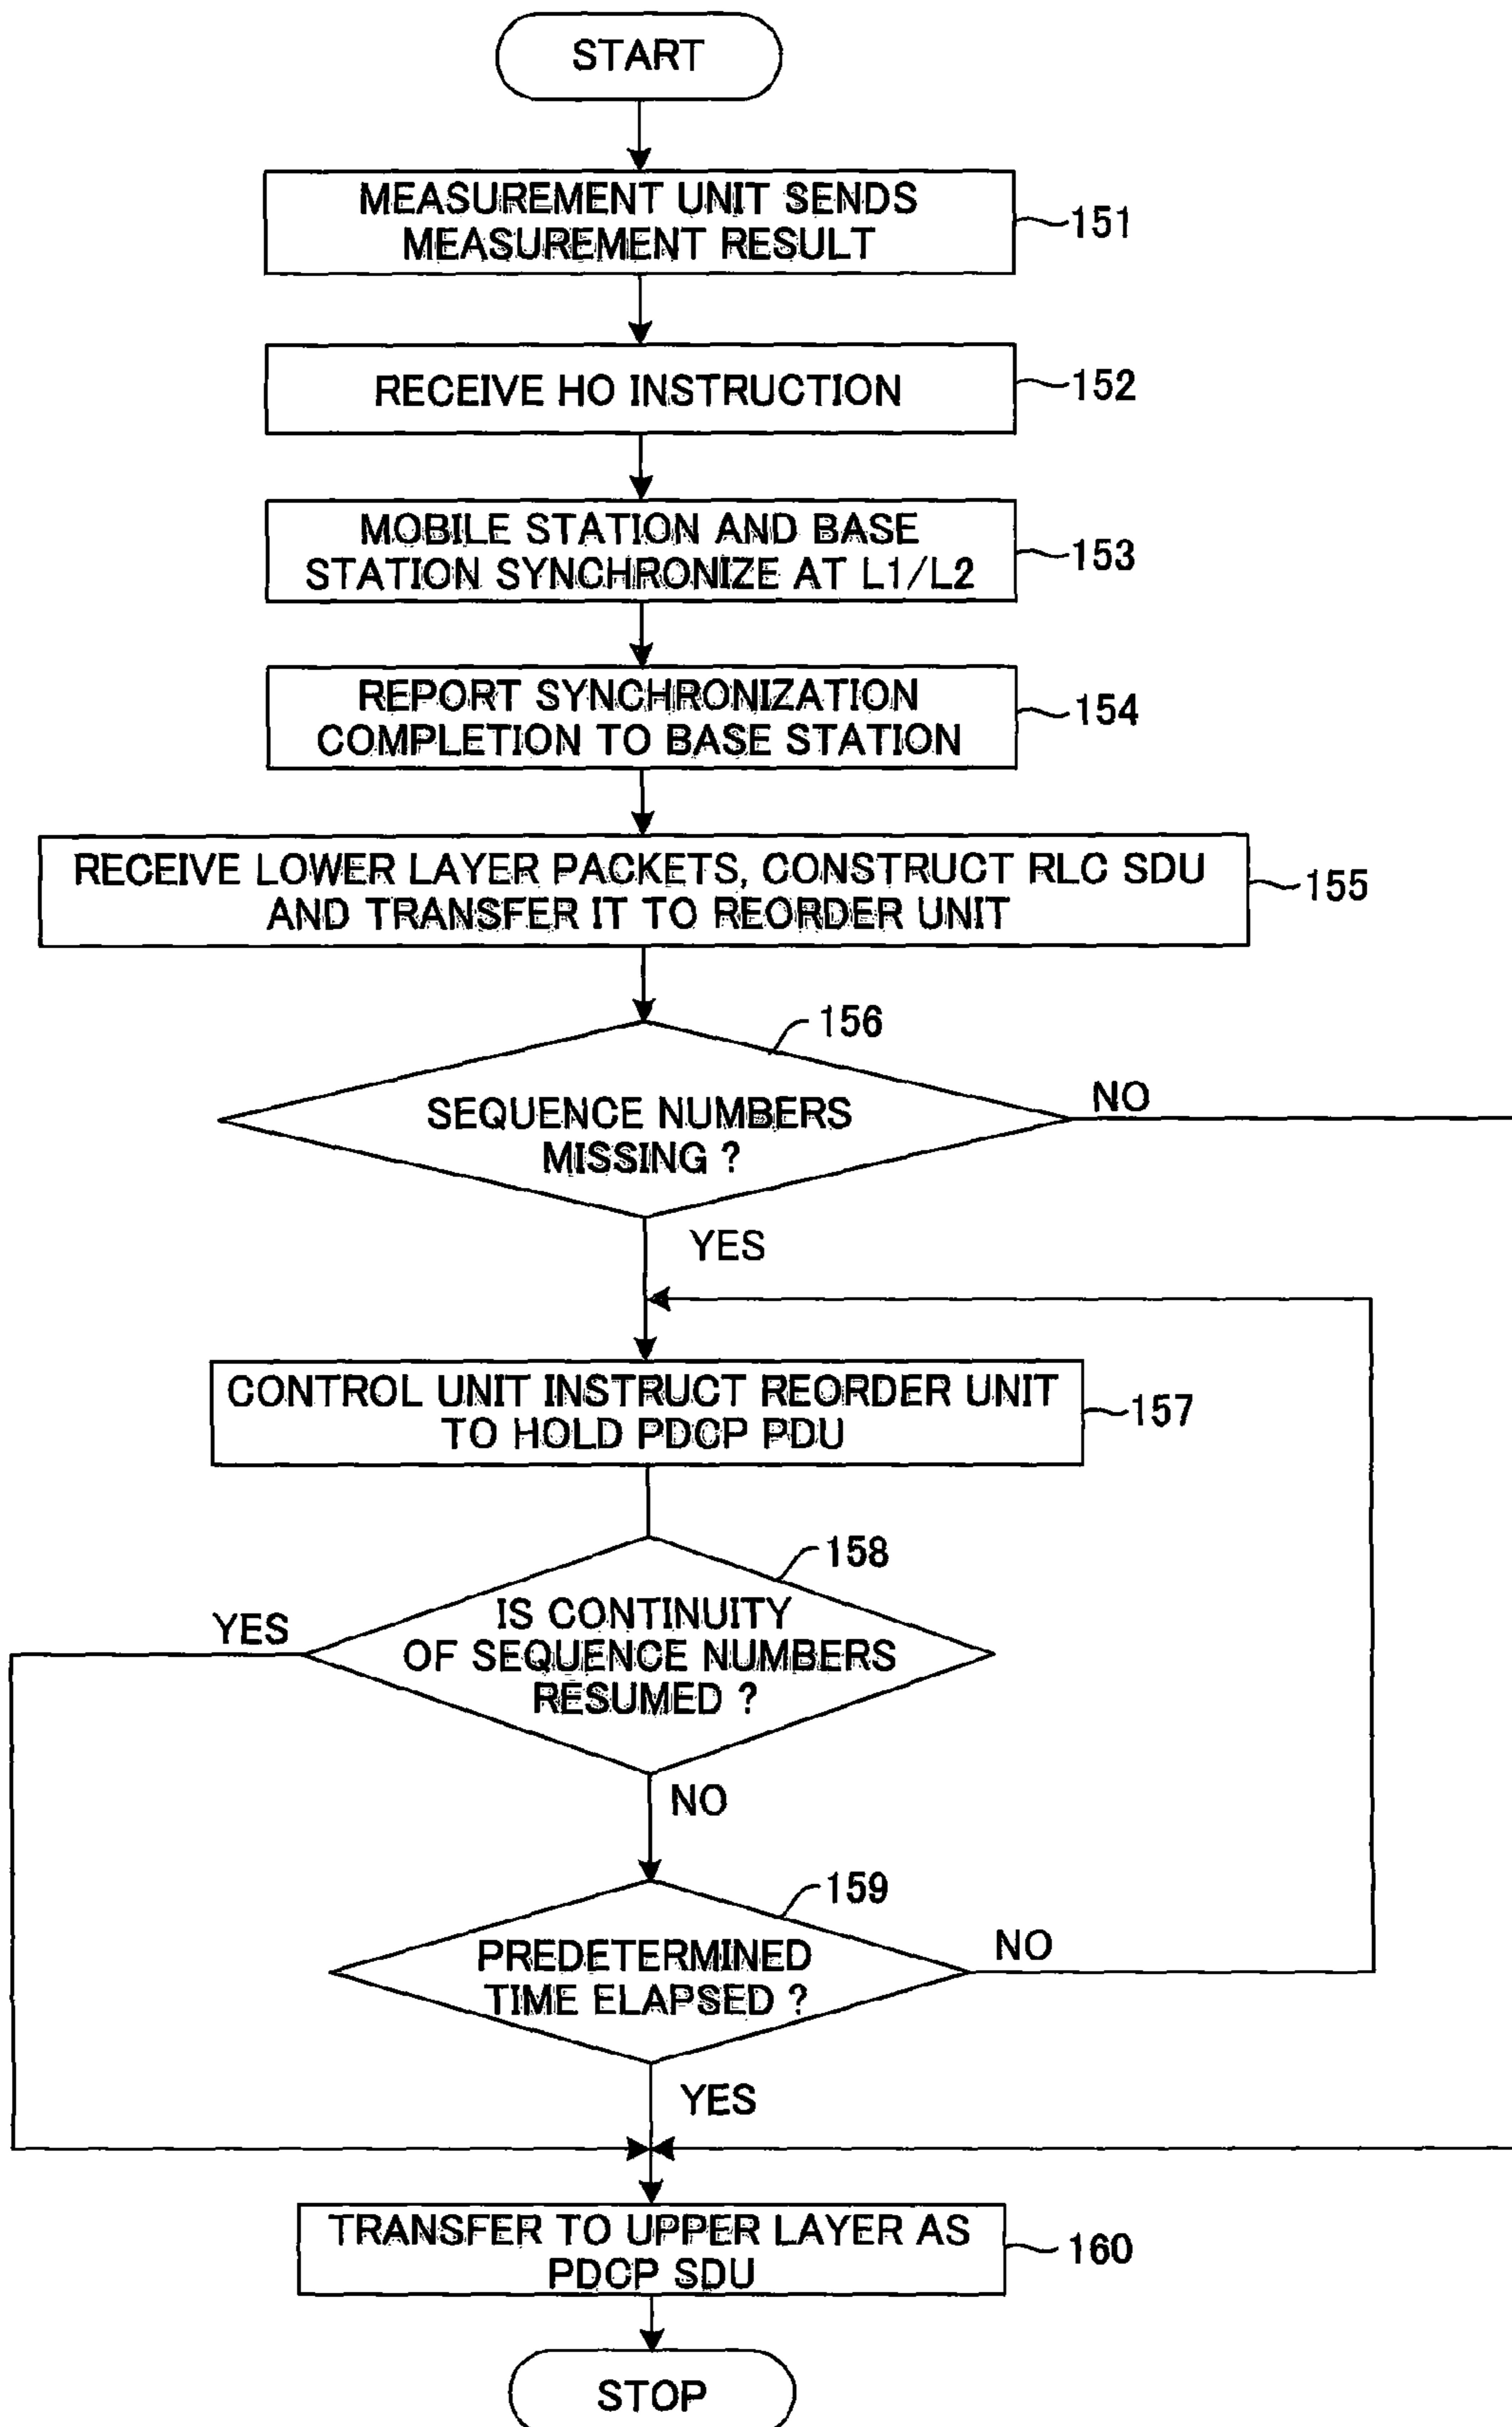 START
MEASUREMENT UNIT SENDS
MEASUREMENT RESULT
151
RECEIVE HO INSTRUCTION
152
MOBILE STATION AND BASE
STATION SYNCHRONIZE AT L1/L2
153
REPORT SYNCHRONIZATION
COMPLETION TO BASE STATION
154
RECEIVE LOWER LAYER PACKETS, CONSTRUCT RLC SDU
AND TRANSFER IT TO REORDER UNIT
155
156
SEQUENCE NUMBERS
MISSING ?
NO
YES
CONTROL UNIT INSTRUCT REORDER UNIT
TO HOLD PDCP PDU
157
158
IS CONTINUITY
OF SEQUENCE NUMBERS
RESUMED ?
YES
NO
159
PREDETERMINED
TIME ELAPSED ?
NO
YES
TRANSFER TO UPPER LAYER AS
PDCP SDU
160
STOP